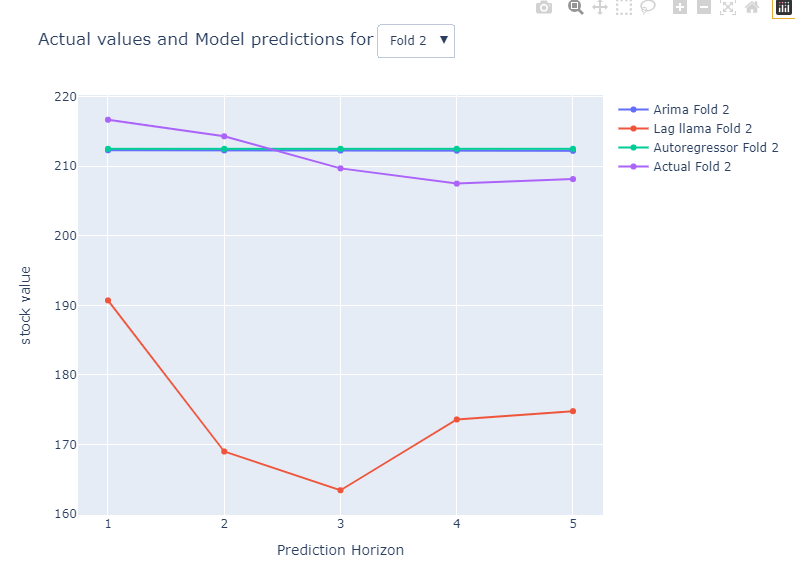 Actual values and Model predictions for Fold 2 ▼
220
210
200
190
180
170
160
stock value
1 2 3 4 5
Prediction Horizon
Arima Fold 2
Lag llama Fold 2
Autoregressor Fold 2
Actual Fold 2